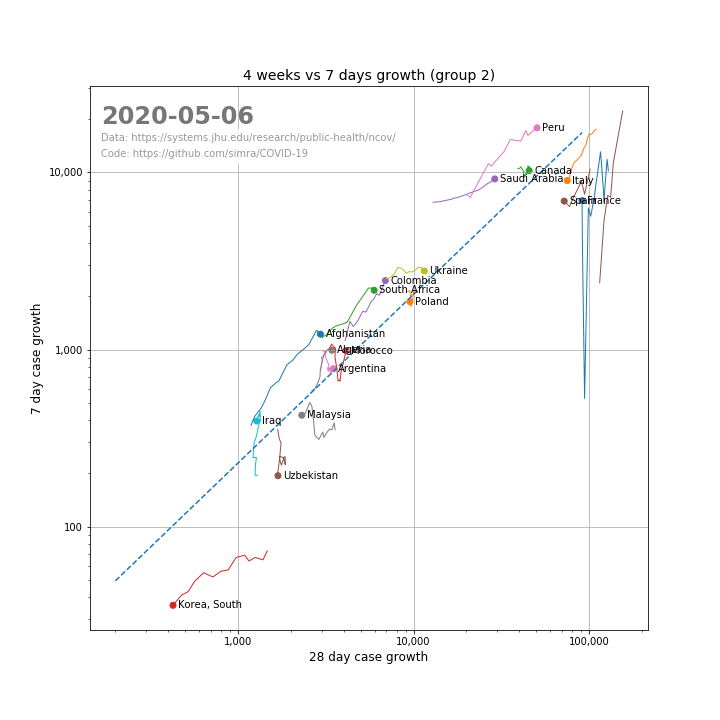 4 weeks vs 7 days growth (group 2)
2020-05-06
Data: https://systems.jhu.edu/research/public-health/ncov/
Code: https://github.com/simra/COVID-19
Peru
10,000
Canada
Saudi Arabia
Italy
Spain
France
Ukraine
Colombia
South Africa
Poland
Afghanistan
1,000
Algeria
Morocco
Argentina
Malaysia
Iraq
Uzbekistan
100
Korea, South
1,000
10,000
100,000
28 day case growth
7 day case growth